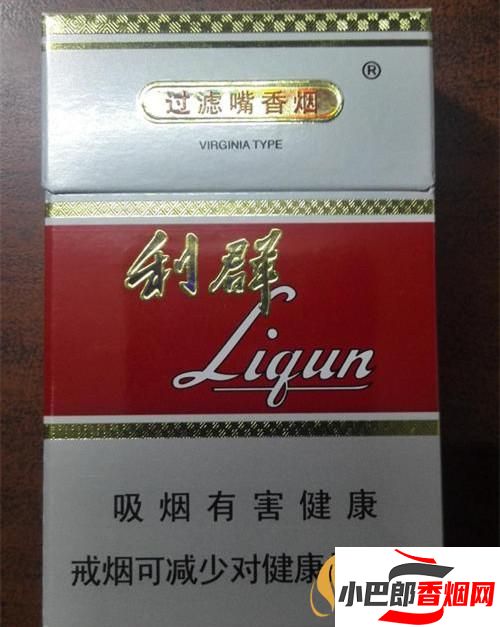 过滤嘴香烟
®
VIRGINIA TYPE
利群
Liqun
吸烟有害健康
戒烟可减少对健康
小巴郎香烟网